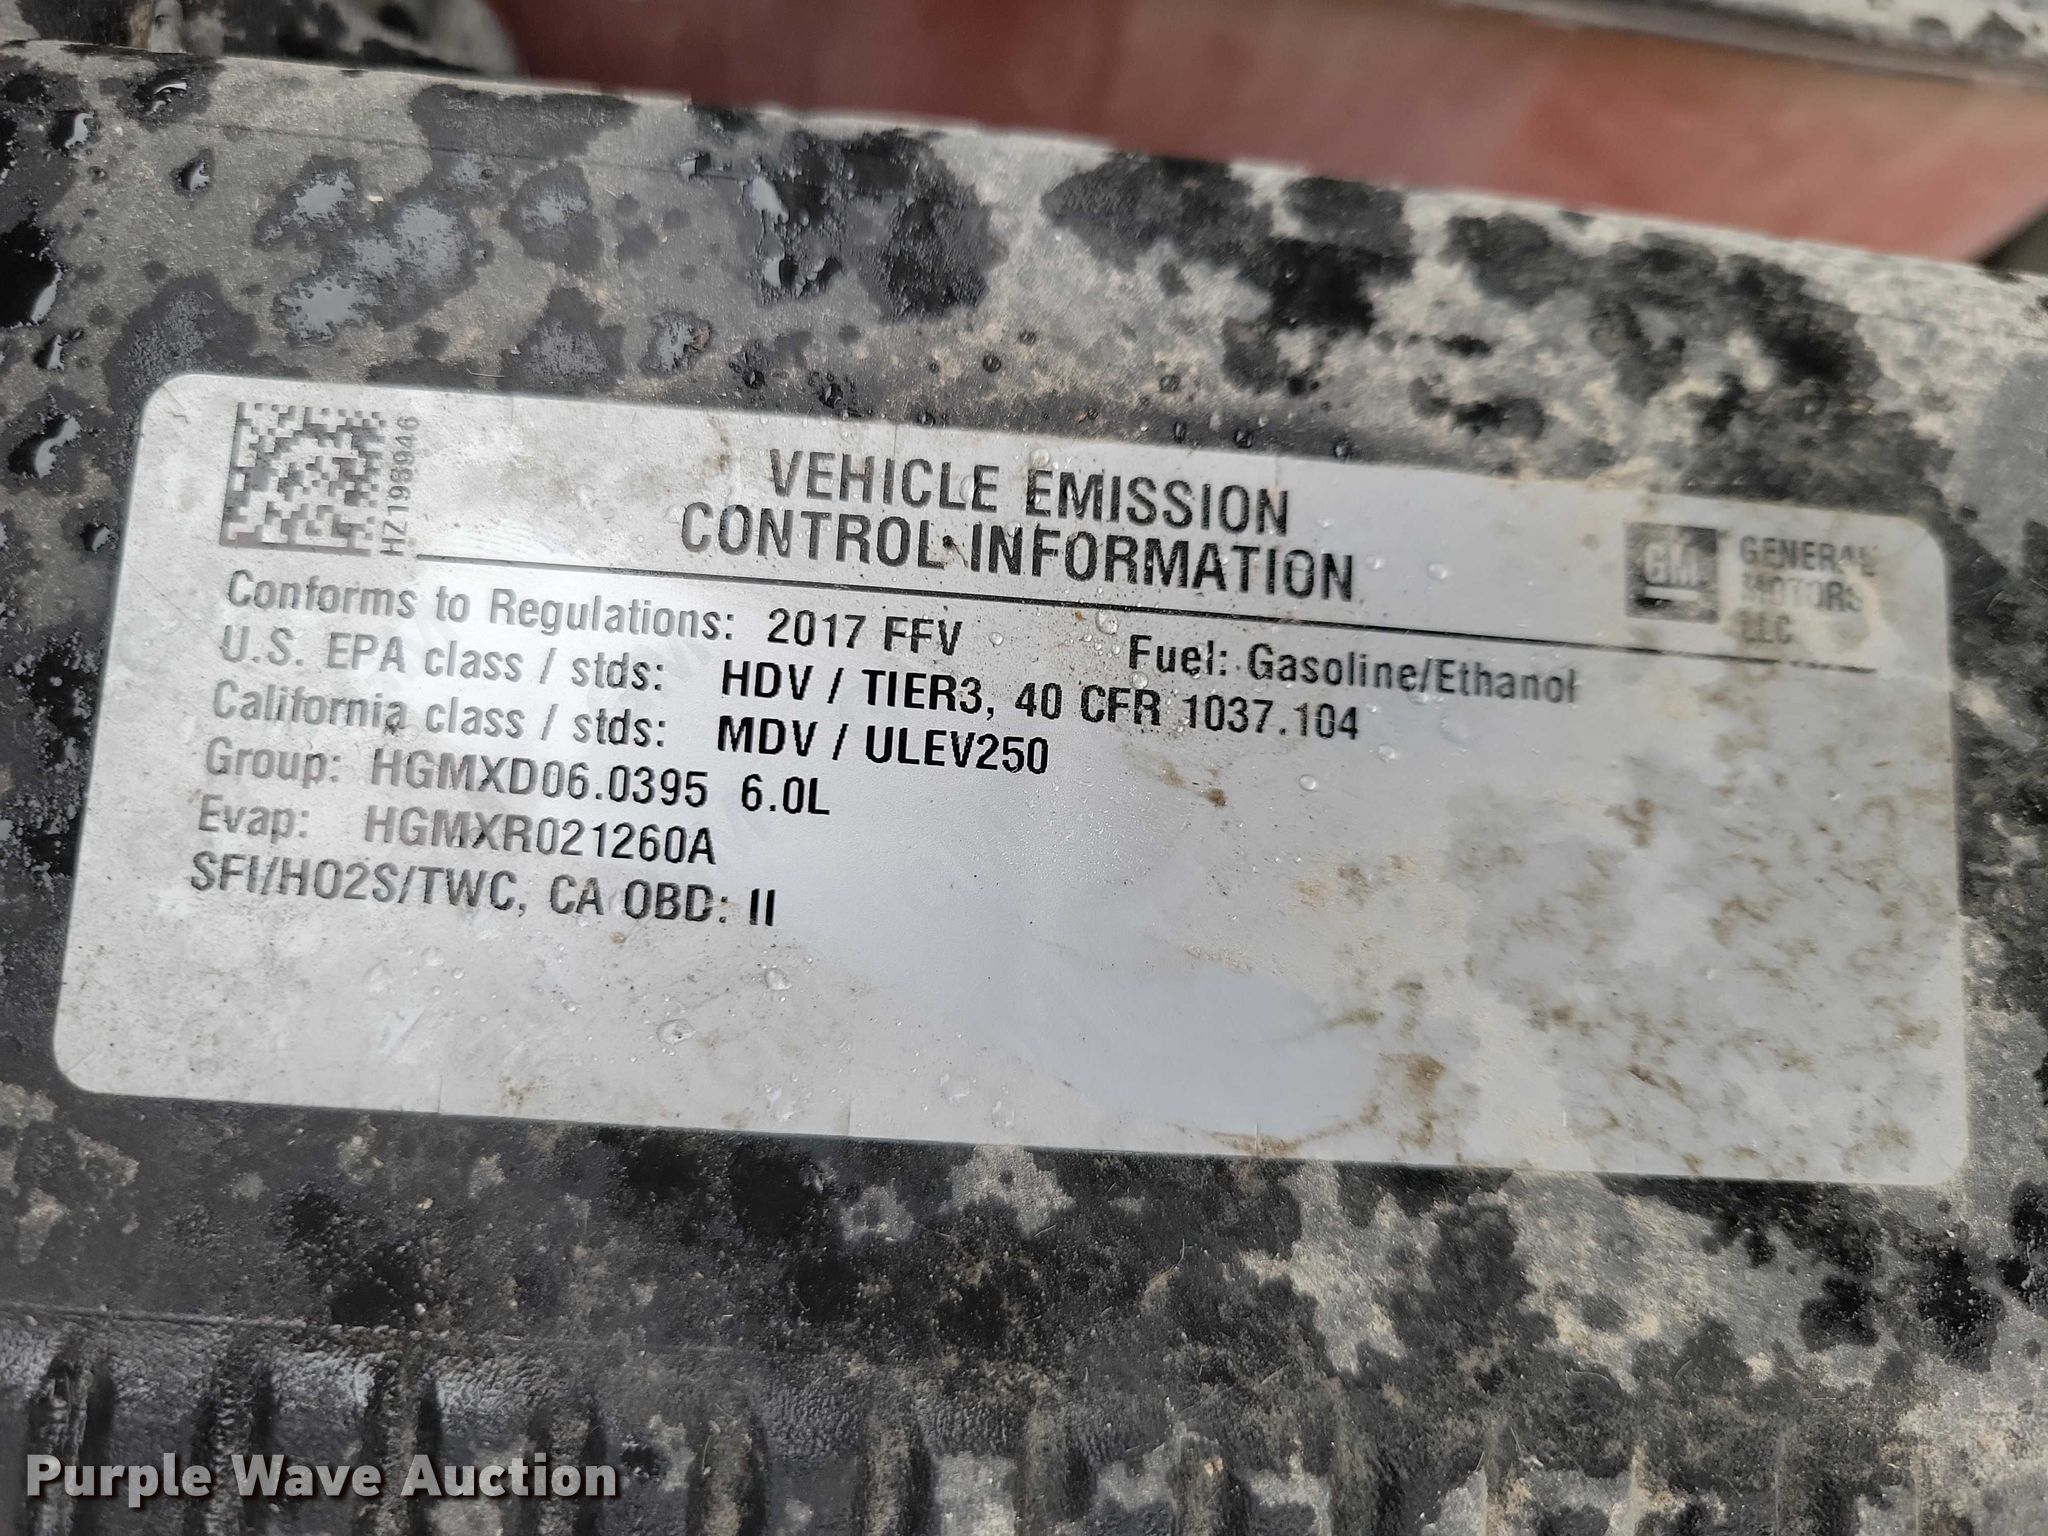 HZ193946
VEHICLE EMISSION
CONTROL INFORMATION
GM
GENERAL
MOTORS
LLC
Conforms to Regulations: 2017 FFV Fuel: Gasoline/Ethanol
U.S. EPA class / stds: HDV / TIER3, 40 CFR 1037.104
California class / stds: MDV / ULEV250
Group: HGMXD06.0395 6.0L
Evap: HGMXR021260A
SFI/HO2S/TWC, CA OBD: II
Purple Wave Auction